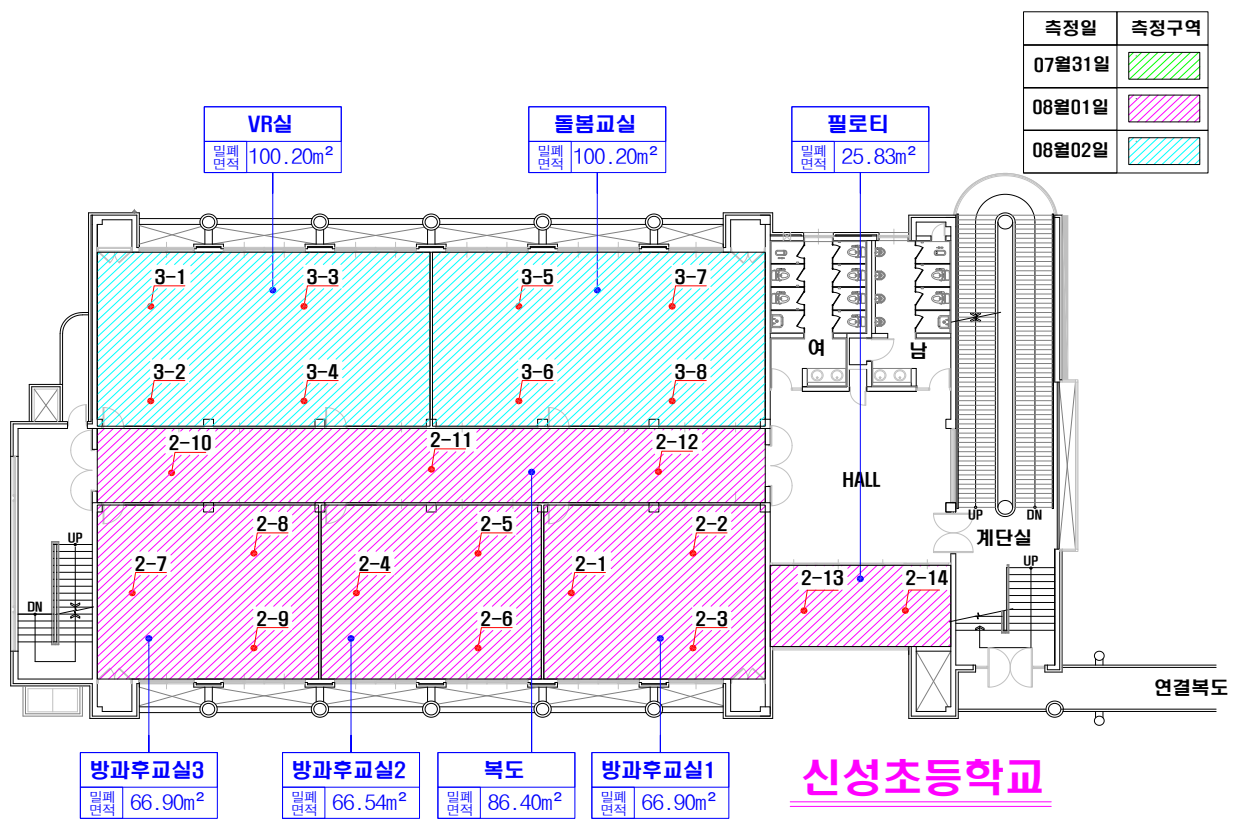 측정일 측정구역
07월31일
08월01일
08월02일
VR실
밀폐면적 100.20m²
돌봄교실
밀폐면적 100.20m²
필로티
밀폐면적 25.83m²
3-1 3-3 3-5 3-7
여 남
3-2 3-4 3-6 3-8
2-10 2-11 2-12
HALL
UP DN
계단실
2-8 2-5 2-2
UP
UP
2-7 2-4 2-1 2-13 2-14
DN
2-9 2-6 2-3
연결복도
방과후교실3
밀폐면적 66.90m²
방과후교실2
밀폐면적 66.54m²
복도
밀폐면적 86.40m²
방과후교실1
밀폐면적 66.90m²
신성초등학교